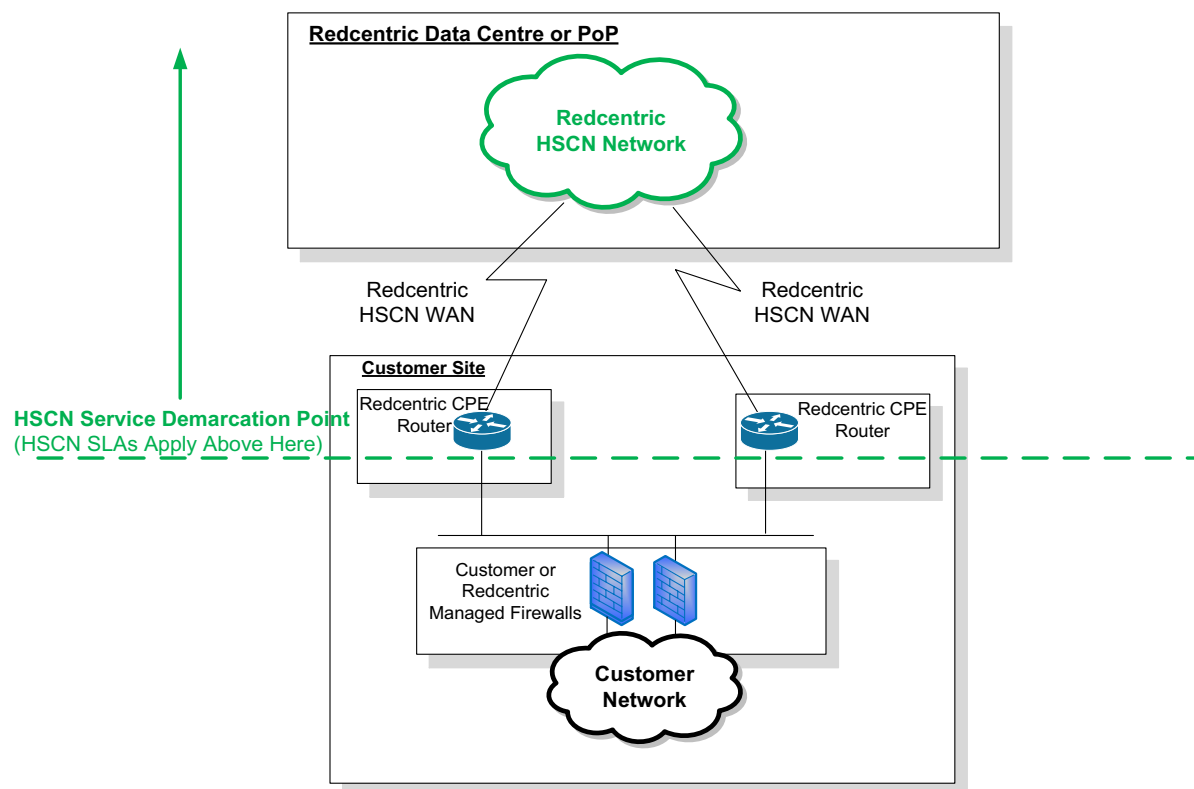 Redcentric Data Centre or PoP
Redcentric
HSCN Network
Redcentric
HSCN WAN
Redcentric
HSCN WAN
Customer Site
Redcentric CPE
Router
Redcentric CPE
Router
HSCN Service Demarcation Point
(HSCN SLAs Apply Above Here)
Customer or
Redcentric
Managed Firewalls
Customer
Network